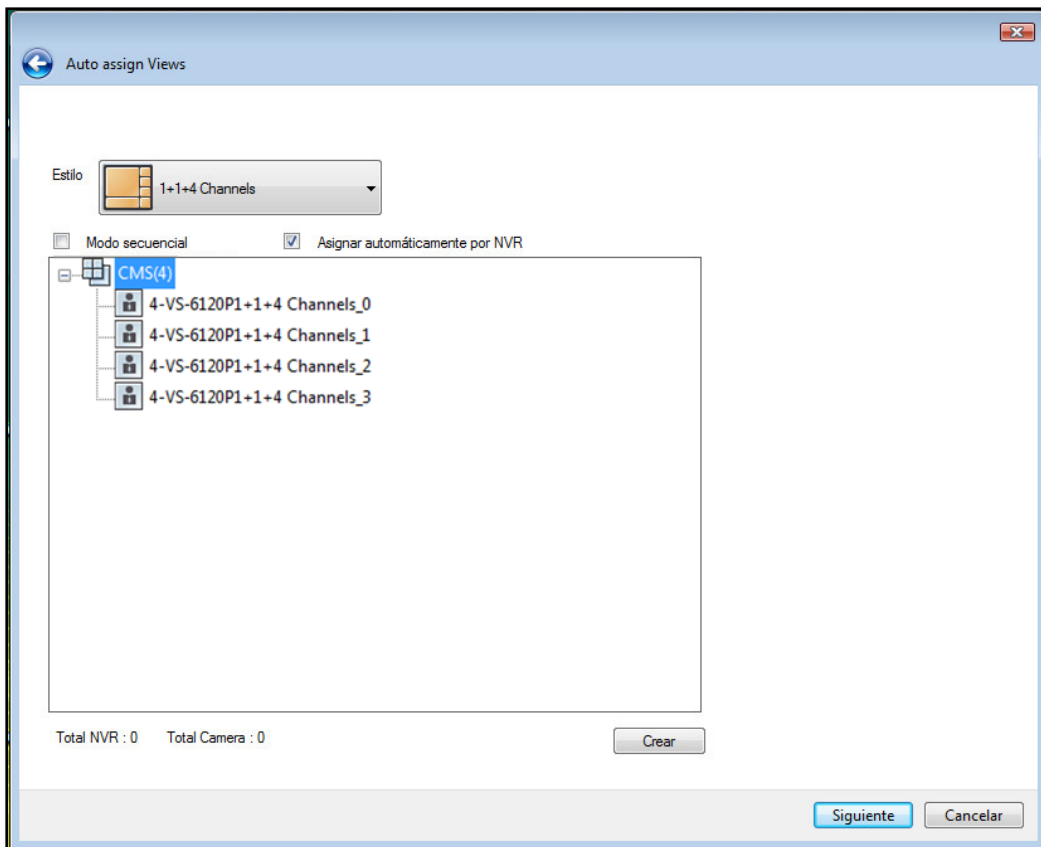 Auto assign Views
Estilo
1+1+4 Channels
Modo secuencial
Asignar automáticamente por NVR
CMS(4)
4-VS-6120P1+1+4 Channels_0
4-VS-6120P1+1+4 Channels_1
4-VS-6120P1+1+4 Channels_2
4-VS-6120P1+1+4 Channels_3
Total NVR : 0
Total Camera : 0
Crear
Siguiente
Cancelar